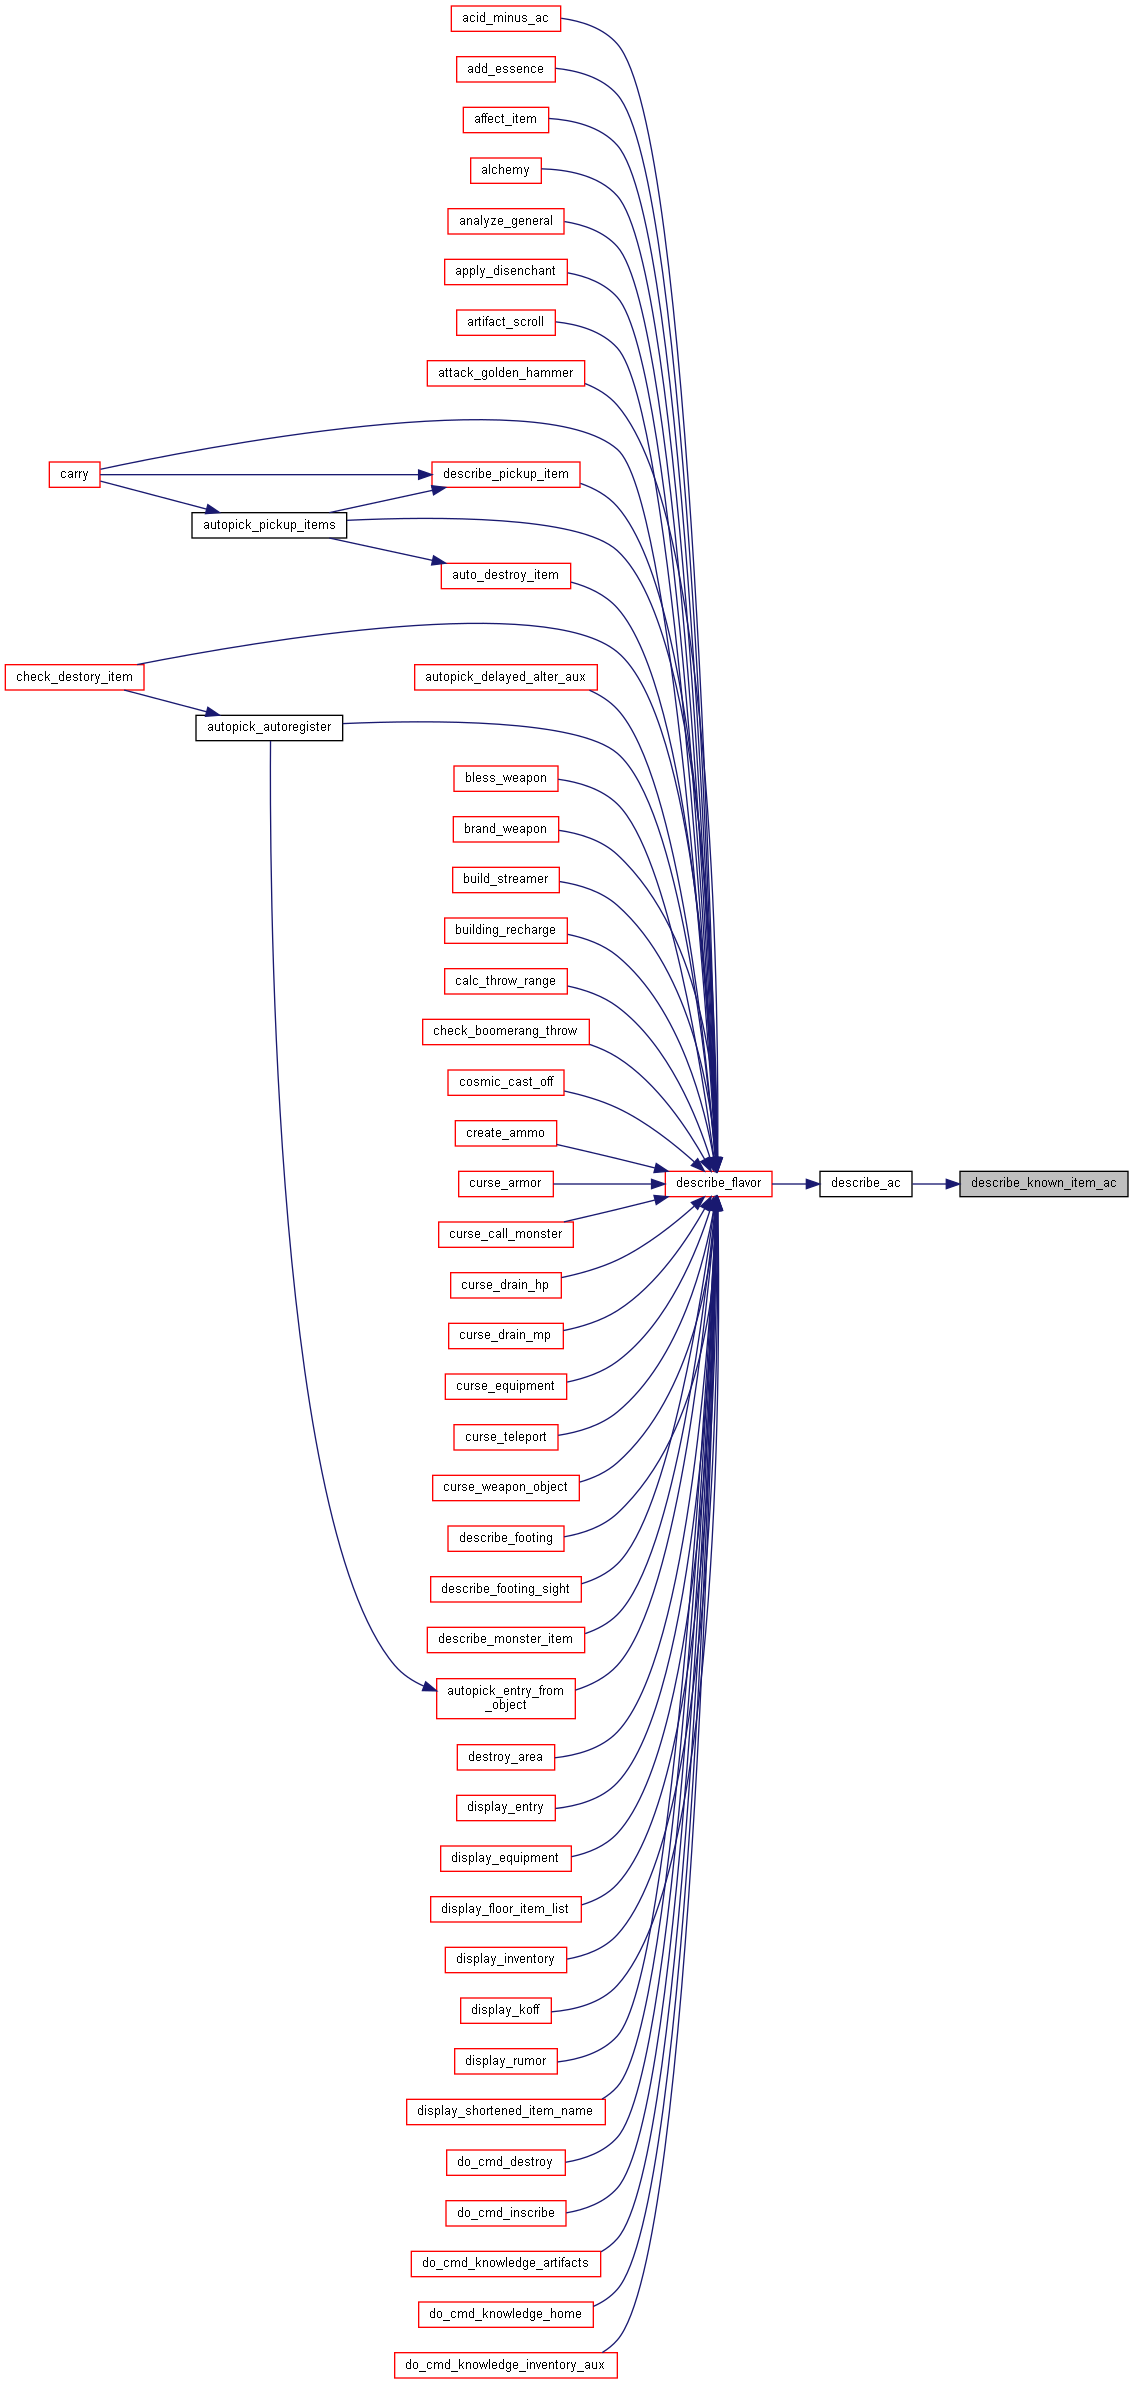 acid_minus_ac
add_essence
affect_item
alchemy
analyze_general
apply_disenchant
artifact_scroll
attack_golden_hammer
carry
describe_pickup_item
autopick_pickup_items
auto_destroy_item
check_destory_item
autopick_delayed_alter_aux
autopick_autoregister
bless_weapon
brand_weapon
build_streamer
building_recharge
calc_throw_range
check_boomerang_throw
cosmic_cast_off
create_ammo
curse_armor
describe_flavor
describe_ac
describe_known_item_ac
curse_call_monster
curse_drain_hp
curse_drain_mp
curse_equipment
curse_teleport
curse_weapon_object
describe_footing
describe_footing_sight
describe_monster_item
autopick_entry_from
_object
destroy_area
display_entry
display_equipment
display_floor_item_list
display_inventory
display_koff
display_rumor
display_shortened_item_name
do_cmd_destroy
do_cmd_inscribe
do_cmd_knowledge_artifacts
do_cmd_knowledge_home
do_cmd_knowledge_inventory_aux